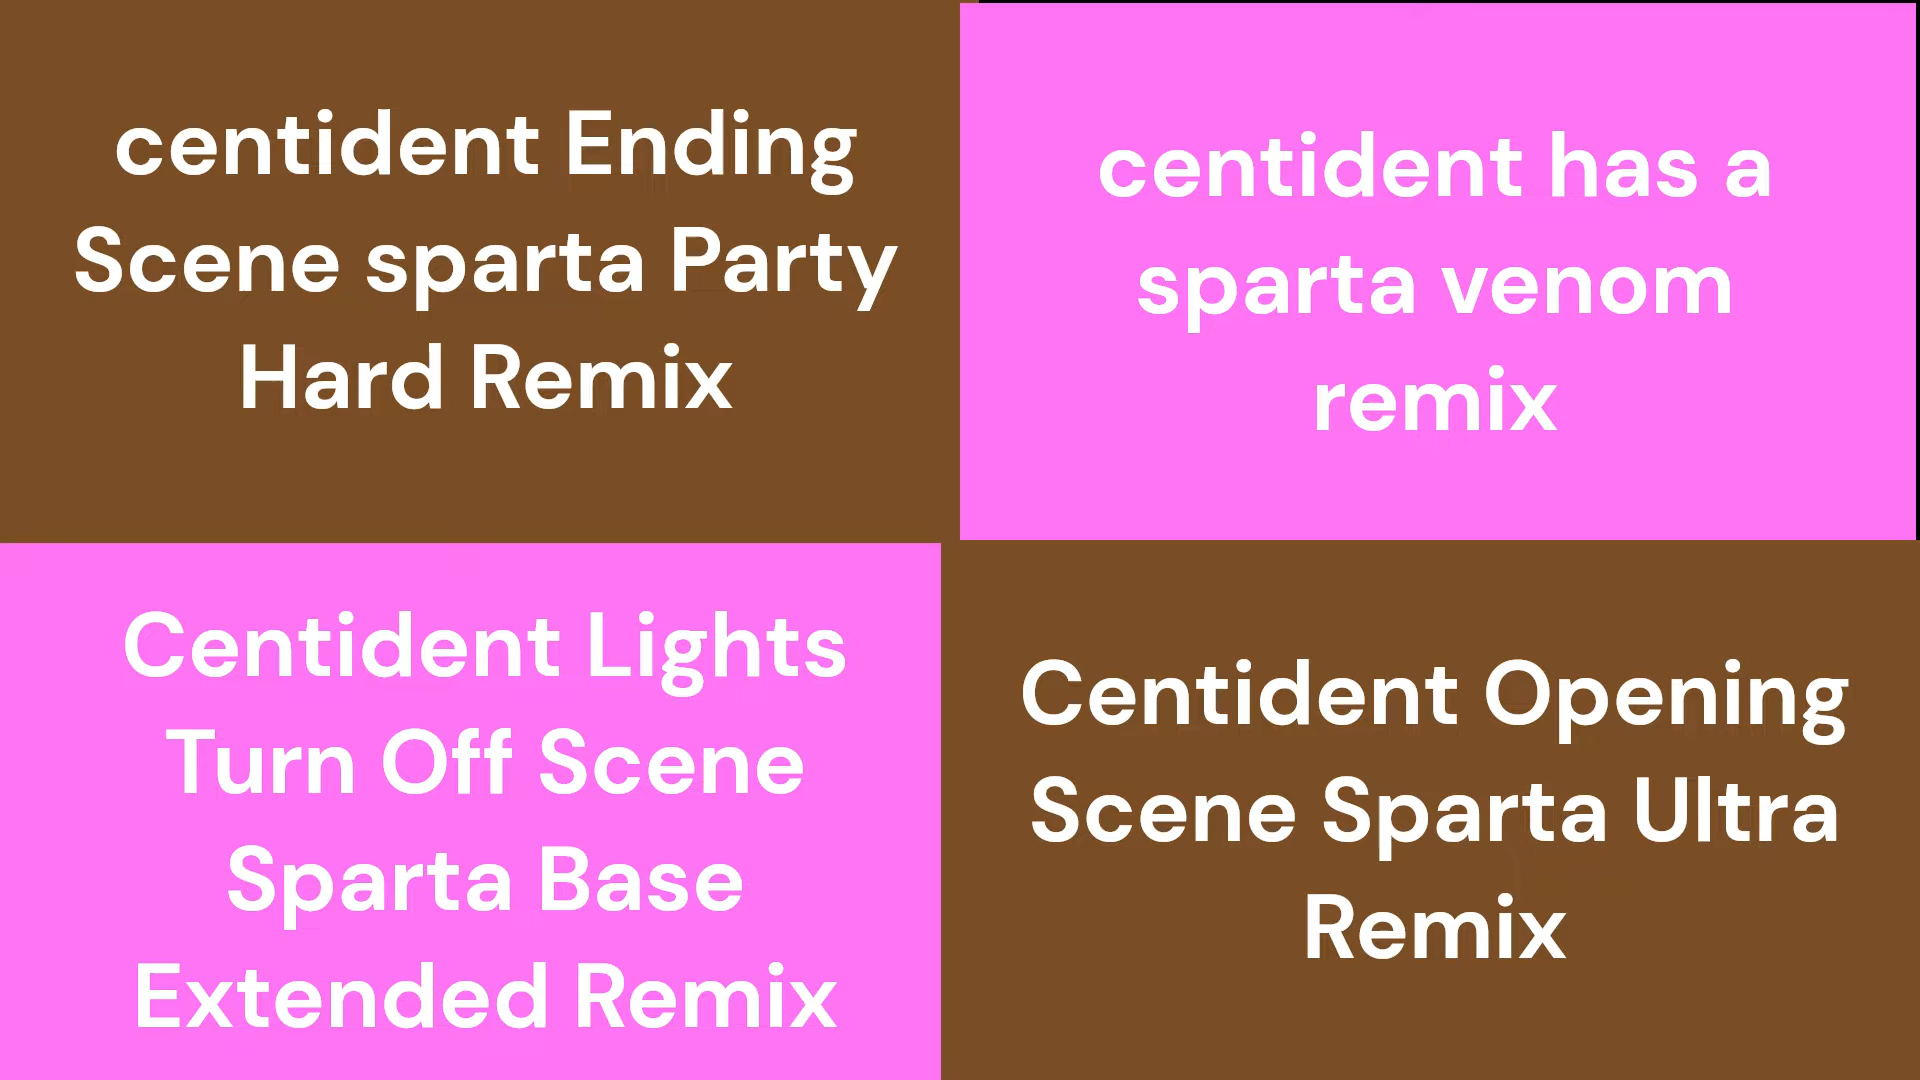 centident Ending
Scene sparta Party
Hard Remix
centident has a
sparta venom
remix
Centident Lights
Turn Off Scene
Sparta Base
Extended Remix
Centident Opening
Scene Sparta Ultra
Remix